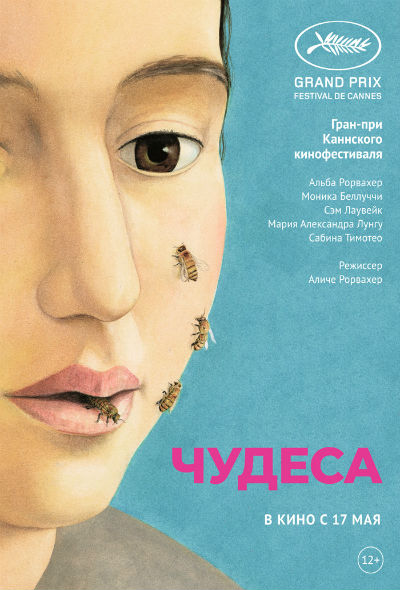 GRAND PRIX
FESTIVAL DE CANNES
Гран-при
Каннского
кинофестиваля
Альба Рорвахер
Моника Беллуччи
Сэм Лаувейк
Мария Александра Лунгу
Сабина Тимотео
Режиссер
Аличе Рорвахер
ЧУДЕСА
В КИНО С 17 МАЯ
12+